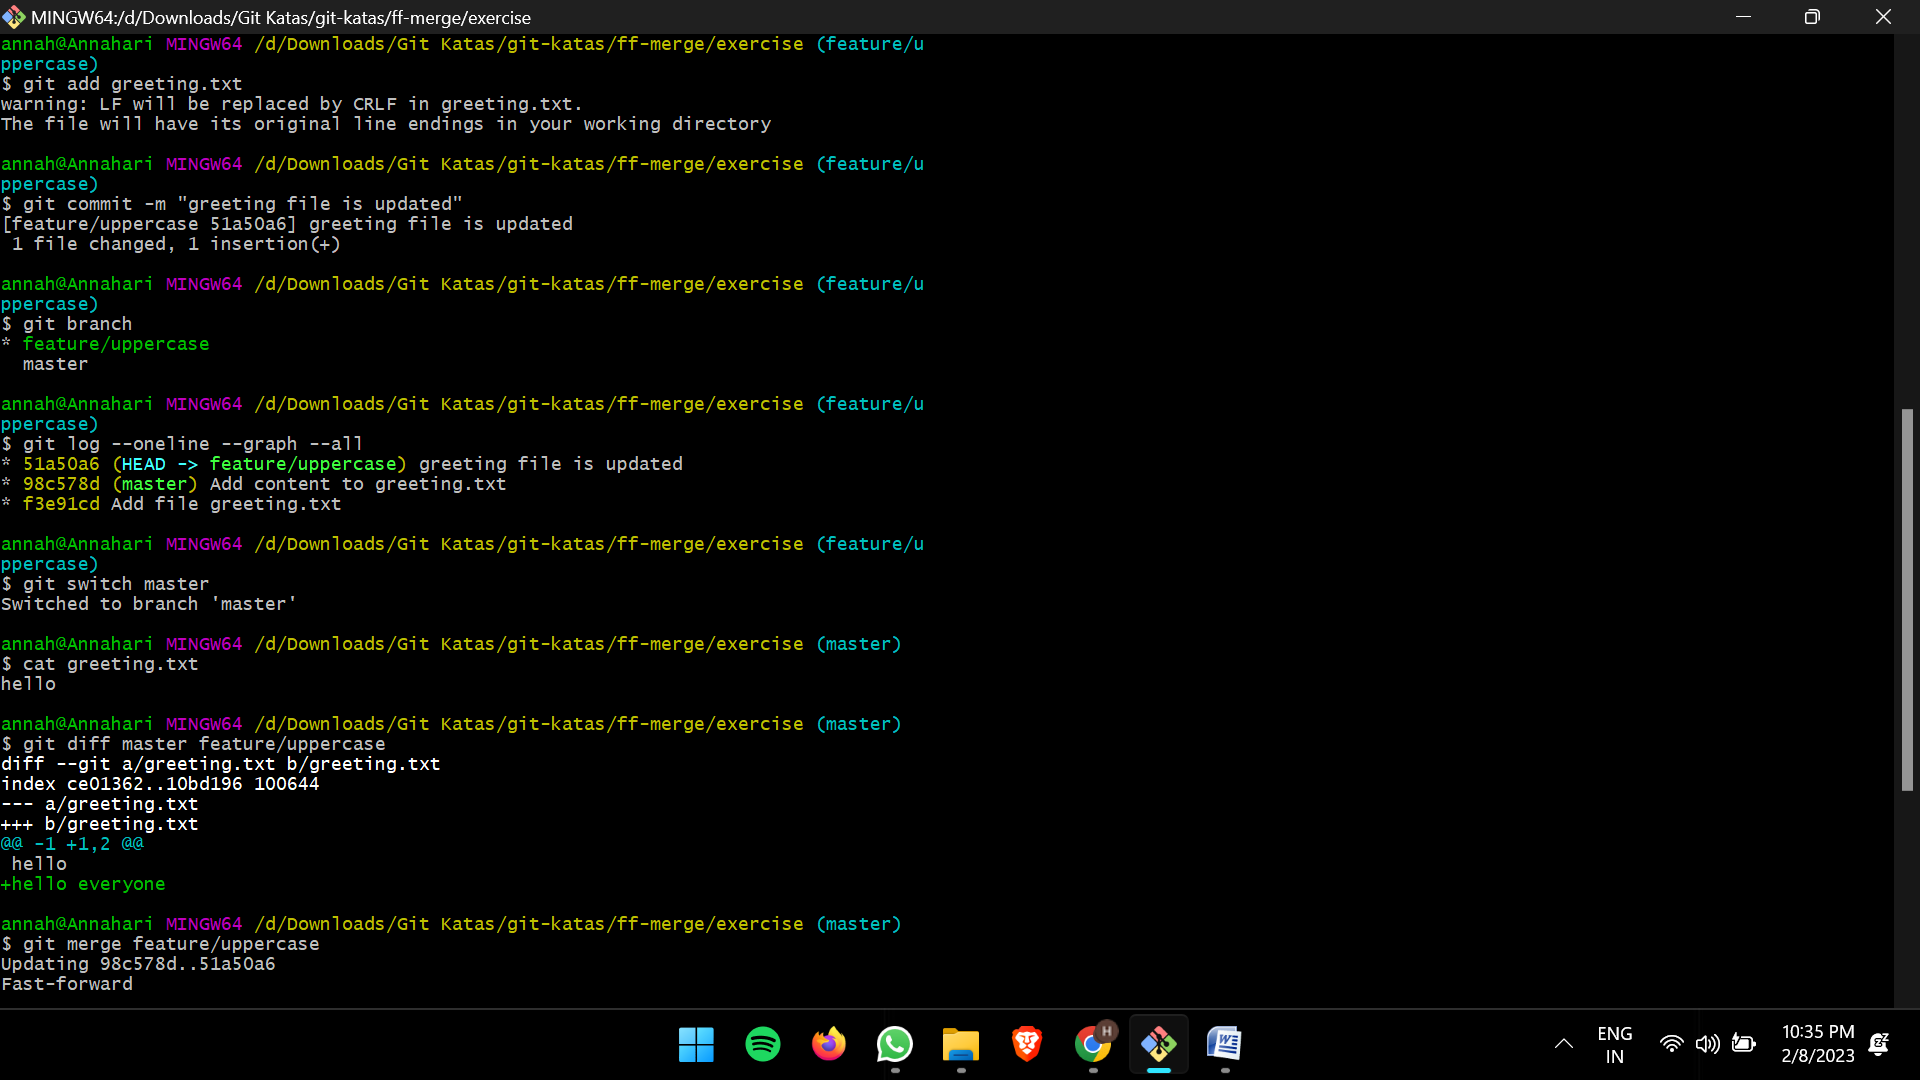 MINGW64:/d/Downloads/Git Katas/git-katas/ff-merge/exercise
annah@Annahari MINGW64 /d/Downloads/Git Katas/git-katas/ff-merge/exercise (feature/u
ppercase)
$ git add greeting.txt
warning: LF will be replaced by CRLF in greeting.txt.
The file will have its original line endings in your working directory
annah@Annahari MINGW64 /d/Downloads/Git Katas/git-katas/ff-merge/exercise (feature/u
ppercase)
$ git commit -m "greeting file is updated"
[feature/uppercase 51a50a6] greeting file is updated
 1 file changed, 1 insertion(+)
annah@Annahari MINGW64 /d/Downloads/Git Katas/git-katas/ff-merge/exercise (feature/u
ppercase)
$ git branch
* feature/uppercase
  master
annah@Annahari MINGW64 /d/Downloads/Git Katas/git-katas/ff-merge/exercise (feature/u
ppercase)
$ git log --oneline --graph --all
* 51a50a6 (HEAD -> feature/uppercase) greeting file is updated
* 98c578d (master) Add content to greeting.txt
* f3e91cd Add file greeting.txt
annah@Annahari MINGW64 /d/Downloads/Git Katas/git-katas/ff-merge/exercise (feature/u
ppercase)
$ git switch master
Switched to branch 'master'
annah@Annahari MINGW64 /d/Downloads/Git Katas/git-katas/ff-merge/exercise (master)
$ cat greeting.txt
hello
annah@Annahari MINGW64 /d/Downloads/Git Katas/git-katas/ff-merge/exercise (master)
$ git diff master feature/uppercase
diff --git a/greeting.txt b/greeting.txt
index ce01362..10bd196 100644
--- a/greeting.txt
+++ b/greeting.txt
@@ -1 +1,2 @@
 hello
+hello everyone
annah@Annahari MINGW64 /d/Downloads/Git Katas/git-katas/ff-merge/exercise (master)
$ git merge feature/uppercase
Updating 98c578d..51a50a6
Fast-forward
H
W
ENG
IN
10:35 PM
2/8/2023